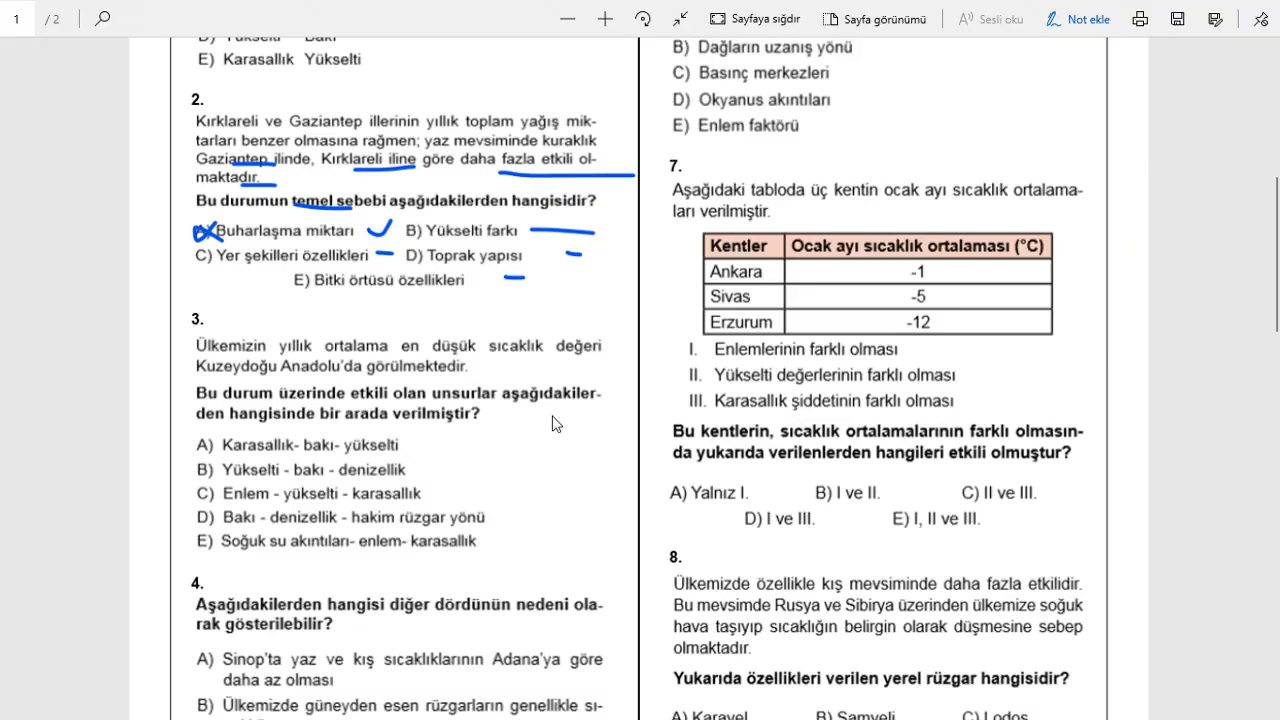 1
/ 2
Sayfaya sığdır
Sayfa görünümü
Sesli oku
Not ekle
D) Yükselti Bakı
E) Karasallık Yükselti
2.
Kırklareli ve Gaziantep illerinin yıllık toplam yağış mik-
tarları benzer olmasına rağmen; yaz mevsiminde kuraklık
Gaziantep ilinde, Kırklareli iline göre daha fazla etkili ol-
maktadır.
Bu durumun temel sebebi aşağıdakilerden hangisidir?
A) Buharlaşma miktarı B) Yükselti farkı
C) Yer şekilleri özellikleri D) Toprak yapısı
E) Bitki örtüsü özellikleri
3.
Ülkemizin yıllık ortalama en düşük sıcaklık değeri
Kuzeydoğu Anadolu'da görülmektedir.
Bu durum üzerinde etkili olan unsurlar aşağıdakiler-
den hangisinde bir arada verilmiştir?
A) Karasallık- bakı- yükselti
B) Yükselti - bakı - denizellik
C) Enlem - yükselti - karasallık
D) Bakı - denizellik - hakim rüzgar yönü
E) Soğuk su akıntıları- enlem- karasallık
4.
Aşağıdakilerden hangisi diğer dördünün nedeni ola-
rak gösterilebilir?
A) Sinop'ta yaz ve kış sıcaklıklarının Adana'ya göre
daha az olması
B) Ülkemizde güneyden esen rüzgarların genellikle sı-
B) Dağların uzanış yönü
C) Basınç merkezleri
D) Okyanus akıntıları
E) Enlem faktörü
7.
Aşağıdaki tabloda üç kentin ocak ayı sıcaklık ortalama-
ları verilmiştir.
Kentler Ocak ayı sıcaklık ortalaması (°C)
Ankara -1
Sivas -5
Erzurum -12
I. Enlemlerinin farklı olması
II. Yükselti değerlerinin farklı olması
III. Karasallık şiddetinin farklı olması
Bu kentlerin, sıcaklık ortalamalarının farklı olmasın-
da yukarıda verilenlerden hangileri etkili olmuştur?
A) Yalnız I. B) I ve II. C) II ve III.
D) I ve III. E) I, II ve III.
8.
Ülkemizde özellikle kış mevsiminde daha fazla etkilidir.
Bu mevsimde Rusya ve Sibirya üzerinden ülkemize soğuk
hava taşıyıp sıcaklığın belirgin olarak düşmesine sebep
olmaktadır.
Yukarıda özellikleri verilen yerel rüzgar hangisidir?
A) Karayel B) Samyeli C) Lodos